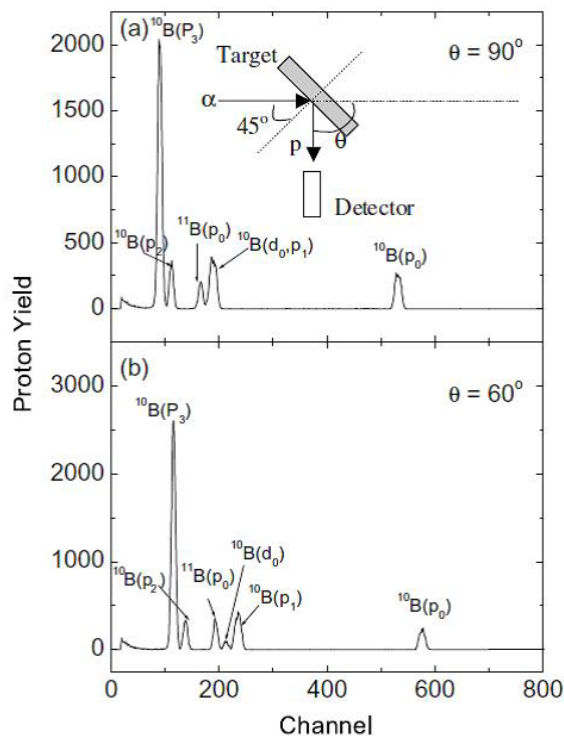 (a)
¹⁰B(P₃)
θ = 90°
2000
Target
α
45°
p
θ
Detector
1500
1000
500
0
¹⁰B(p₂)
¹¹B(p₀)
¹⁰B(d₀,p₁)
¹⁰B(p₀)
Proton Yield
(b)
θ = 60°
3000
2000
1000
0
¹⁰B(P₃)
¹⁰B(p₂)
¹¹B(p₀)
¹⁰B(d₀)
¹⁰B(p₁)
¹⁰B(p₀)
0 200 400 600 800
Channel